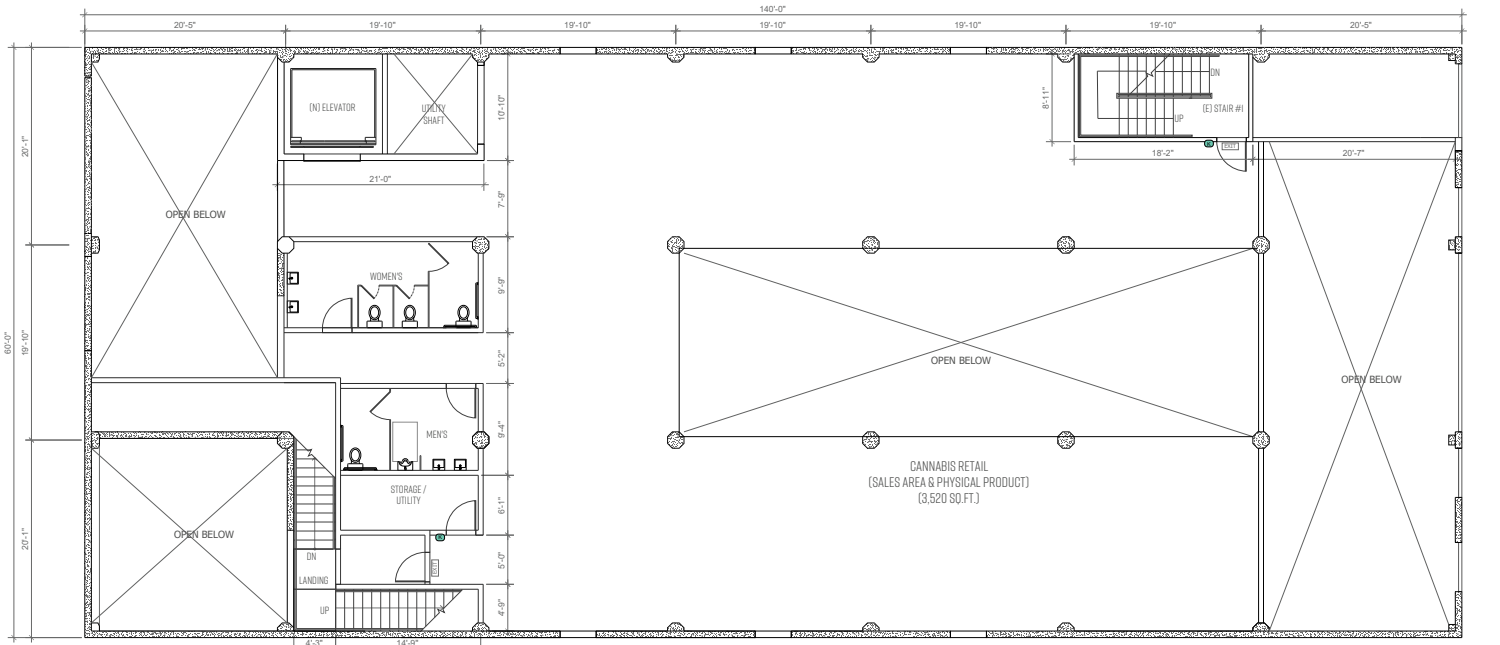 140'-0"
20'-5"
19'-10"
19'-10"
19'-10"
19'-10"
19'-10"
20'-5"
60'-0"
20'-1"
19'-10"
20'-1"
(N) ELEVATOR
UTILITY
SHAFT
10'-10"
8'-11"
DN
(E) STAIR #1
UP
EXIT
18'-2"
20'-7"
21'-0"
7'-9"
OPEN BELOW
WOMEN'S
9'-9"
5'-2"
OPEN BELOW
OPEN BELOW
MEN'S
9'-4"
CANNABIS RETAIL
(SALES AREA & PHYSICAL PRODUCT)
(3,520 SQ.FT.)
STORAGE /
UTILITY
6'-1"
OPEN BELOW
DN
EXIT
5'-0"
LANDING
UP
4'-9"
4'-3"
14'-9"